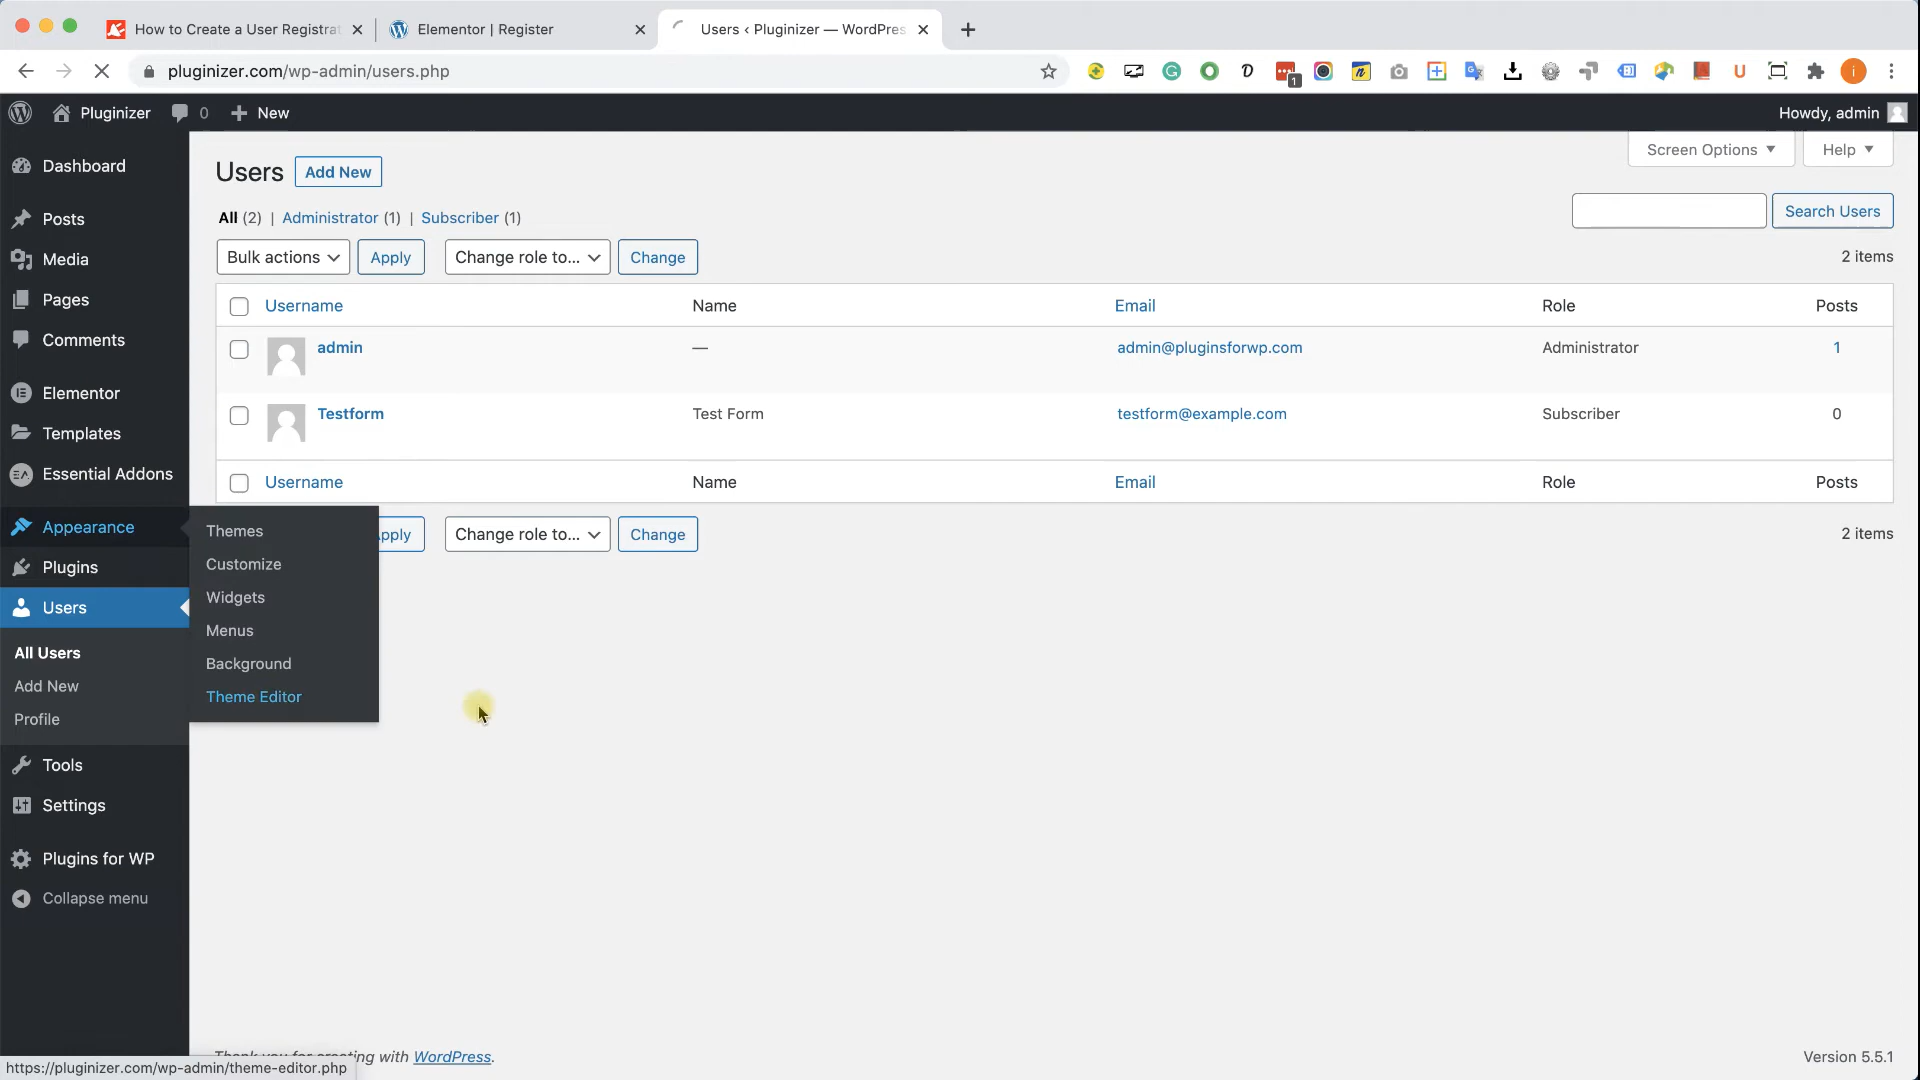 How to Create a User Registra
Elementor | Register
Users ‹ Pluginizer — WordPres
pluginizer.com/wp-admin/users.php
1
i
Pluginizer
0
New
Howdy, admin
Dashboard
Posts
Media
Pages
Comments
Elementor
Templates
Essential Addons
Appearance
Plugins
Users
All Users
Add New
Profile
Tools
Settings
Plugins for WP
Collapse menu
Themes
Customize
Widgets
Menus
Background
Theme Editor
Screen Options
Help
Users
Add New
All (2) | Administrator (1) | Subscriber (1)
Search Users
Bulk actions
Apply
Change role to...
Change
2 items
Username Name Email Role Posts
admin — admin@pluginsforwp.com Administrator 1
Testform Test Form testform@example.com Subscriber 0
Username Name Email Role Posts
pply
Change role to...
Change
2 items
Thank you for creating with WordPress.
Version 5.5.1
https://pluginizer.com/wp-admin/theme-editor.php